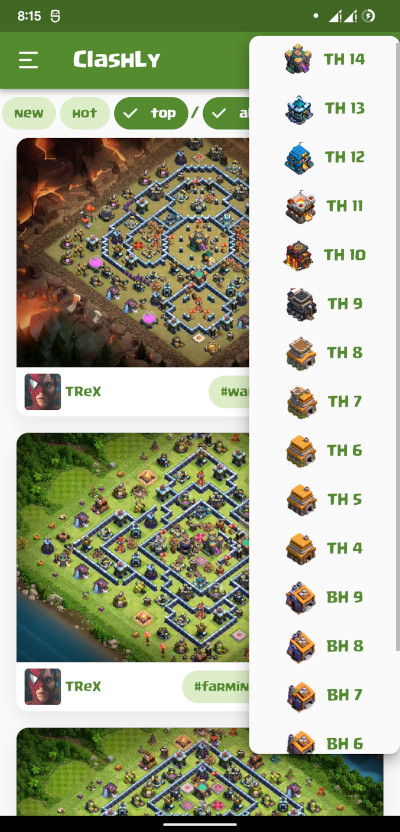 8:15
ClashLy
New
Hot
top / a
TReX
#wa
TReX
#farmin
TH 14
TH 13
TH 12
TH 11
TH 10
TH 9
TH 8
TH 7
TH 6
TH 5
TH 4
BH 9
BH 8
BH 7
BH 6